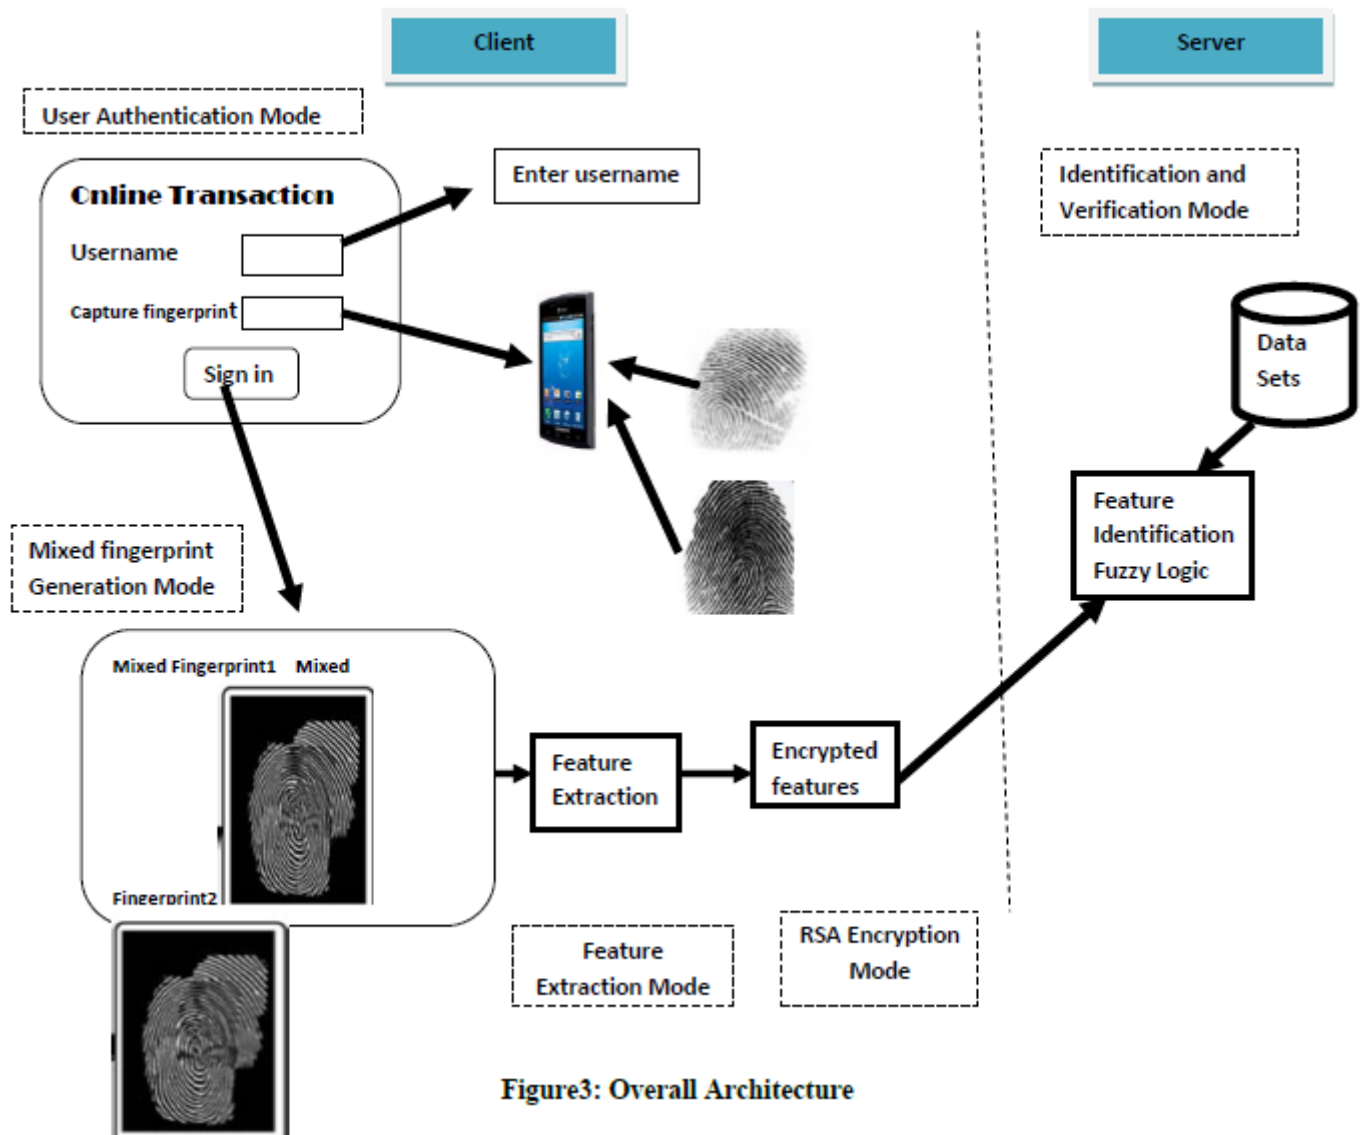 Client
Server
User Authentication Mode
Online Transaction
Username
Capture fingerprint
Sign in
Enter username
Identification and
Verification Mode
Data
Sets
Feature
Identification
Fuzzy Logic
Mixed fingerprint
Generation Mode
Mixed Fingerprint1 Mixed
Fingerprint2
Feature
Extraction
Encrypted
features
Feature
Extraction Mode
RSA Encryption
Mode
Figure3: Overall Architecture